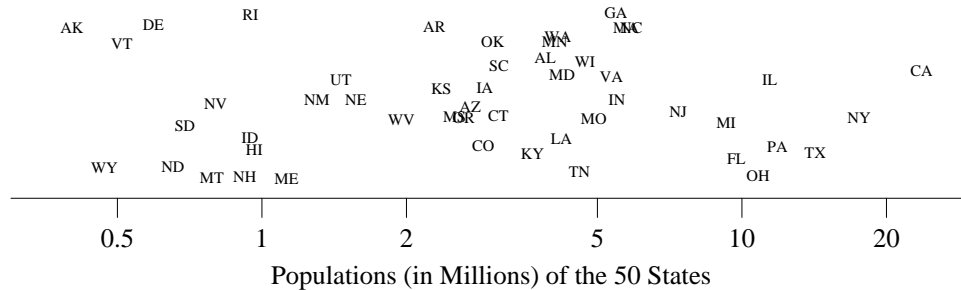 RI GA
AK DE AR MA NC
VT OK MN WA
AL WI
SC CA
UT MD VA IL
KS IA
NV NM NE AZ IN
SD WV MS OR CT MO NJ MI NY
ID LA
HI CO KY PA TX
WY ND FL
MT NH ME TN OH
0.5 1 2 5 10 20
Populations (in Millions) of the 50 States